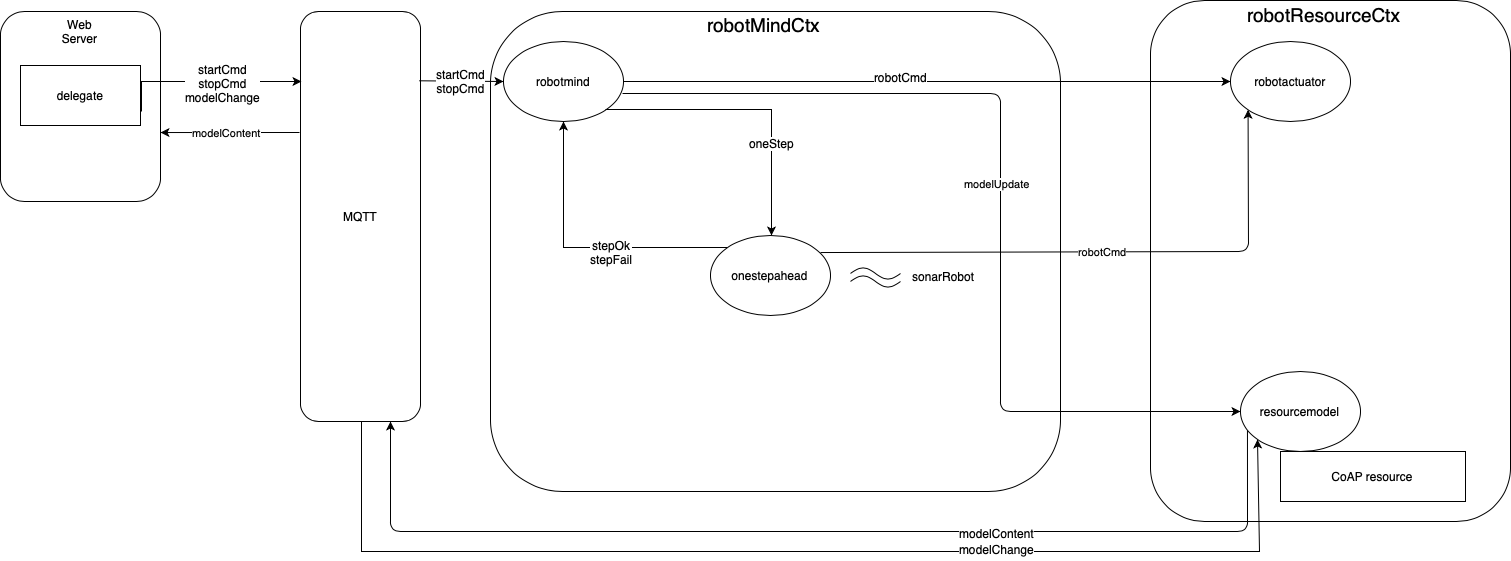 Web
Server
delegate
startCmd
stopCmd
modelChange
modelContent
MQTT
startCmd
stopCmd
robotMindCtx
robotmind
robotCmd
oneStep
modelUpdate
stepOk
stepFail
onestepahead
sonarRobot
robotCmd
robotResourceCtx
robotactuator
resourcemodel
CoAP resource
modelContent
modelChange